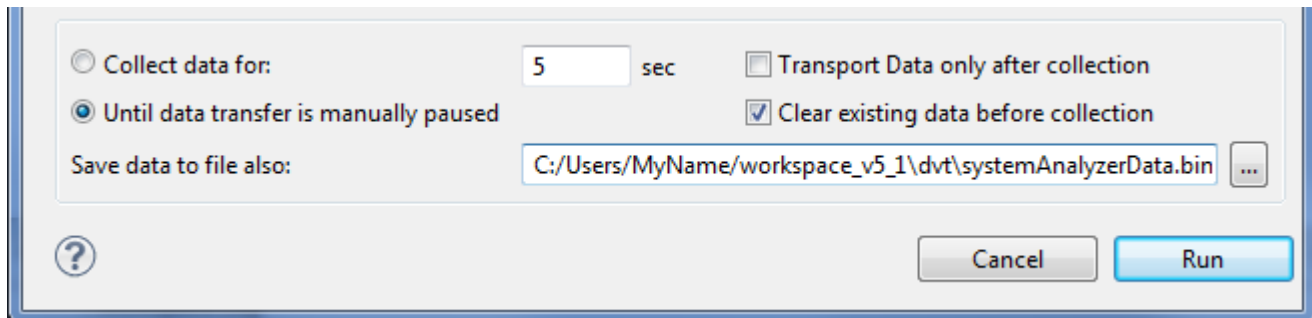 Collect data for: 5 sec Transport Data only after collection
Until data transfer is manually paused Clear existing data before collection
Save data to file also: C:/Users/MyName/workspace_v5_1\dvt\systemAnalyzerData.bin ...
? Cancel Run